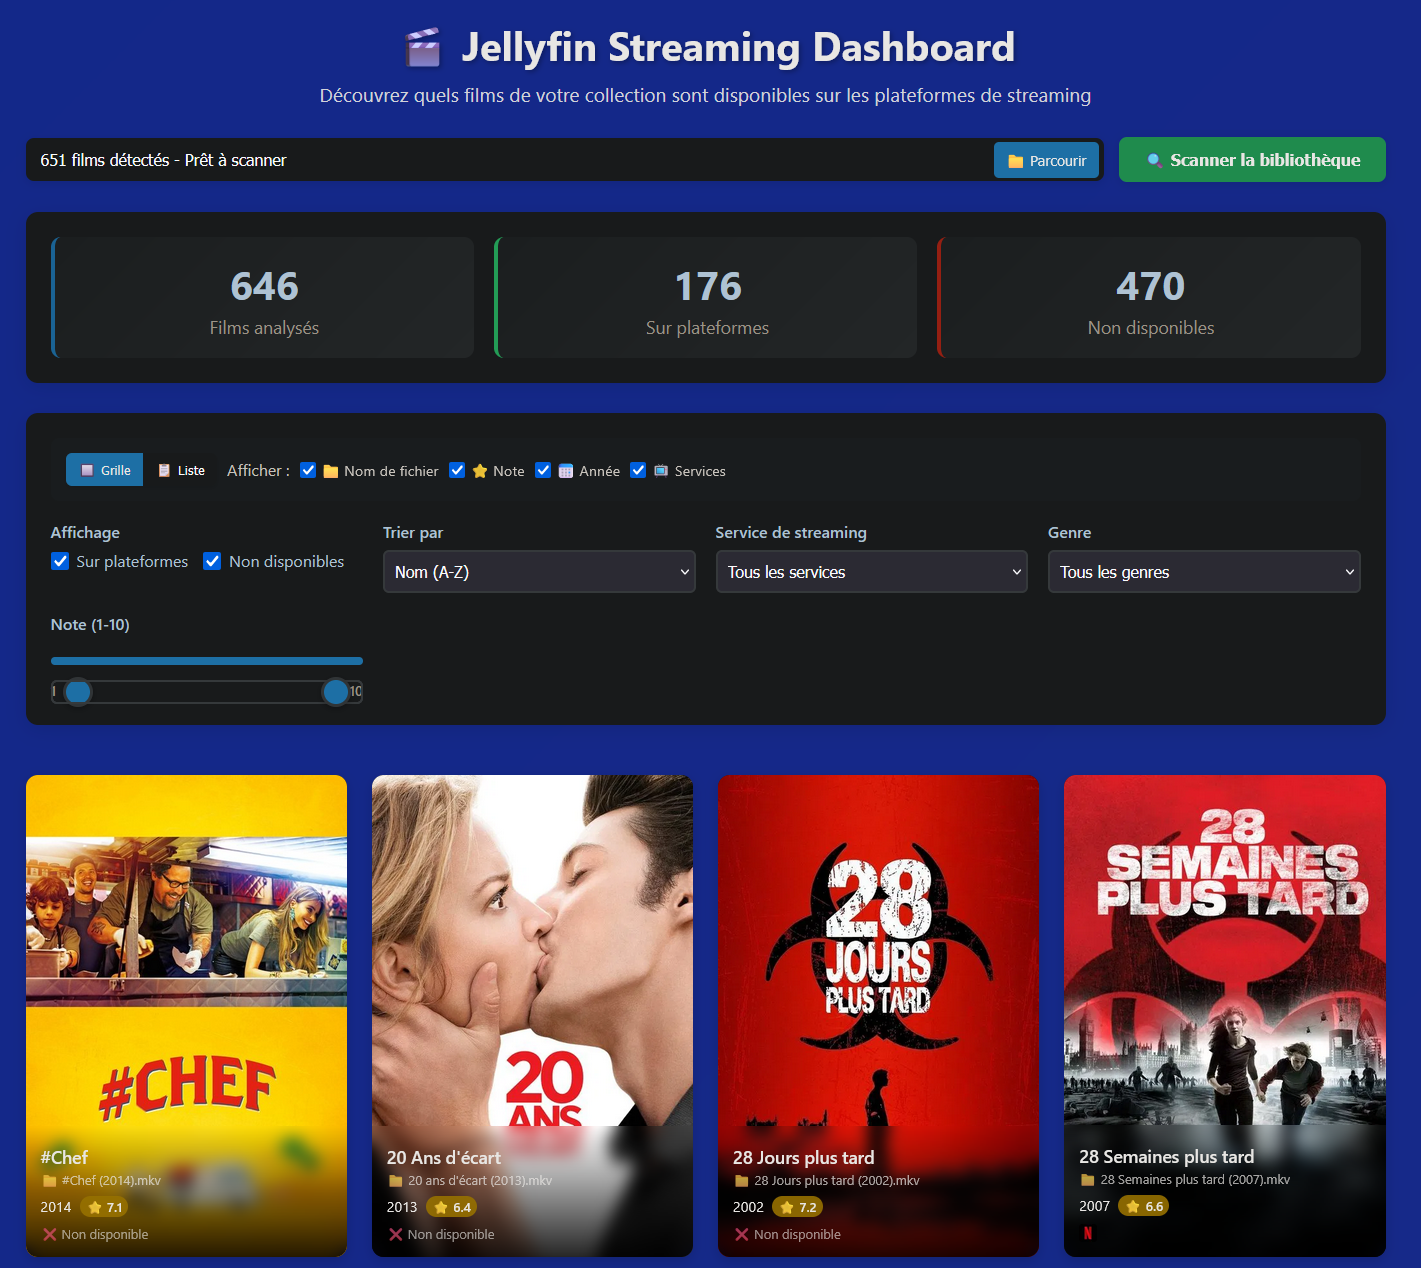 Jellyfin Streaming Dashboard
Découvrez quels films de votre collection sont disponibles sur les plateformes de streaming
651 films détectés - Prêt à scanner
Parcourir
Scanner la bibliothèque
646
Films analysés
176
Sur plateformes
470
Non disponibles
Grille
Liste
Afficher :
Nom de fichier
Note
Année
Services
Affichage
Sur plateformes
Non disponibles
Trier par
Nom (A-Z)
Service de streaming
Tous les services
Genre
Tous les genres
Note (1-10)
1
10
#CHEF
#Chef
#Chef (2014).mkv
2014
7.1
Non disponible
20
ANS
20 Ans d'écart
20 ans d'écart (2013).mkv
2013
6.4
Non disponible
28
JOURS
PLUS TARD
28 Jours plus tard
28 Jours plus tard (2002).mkv
2002
7.2
Non disponible
28
SEMAINES
PLUS TARD
28 Semaines plus tard
28 Semaines plus tard (2007).mkv
2007
6.6
N